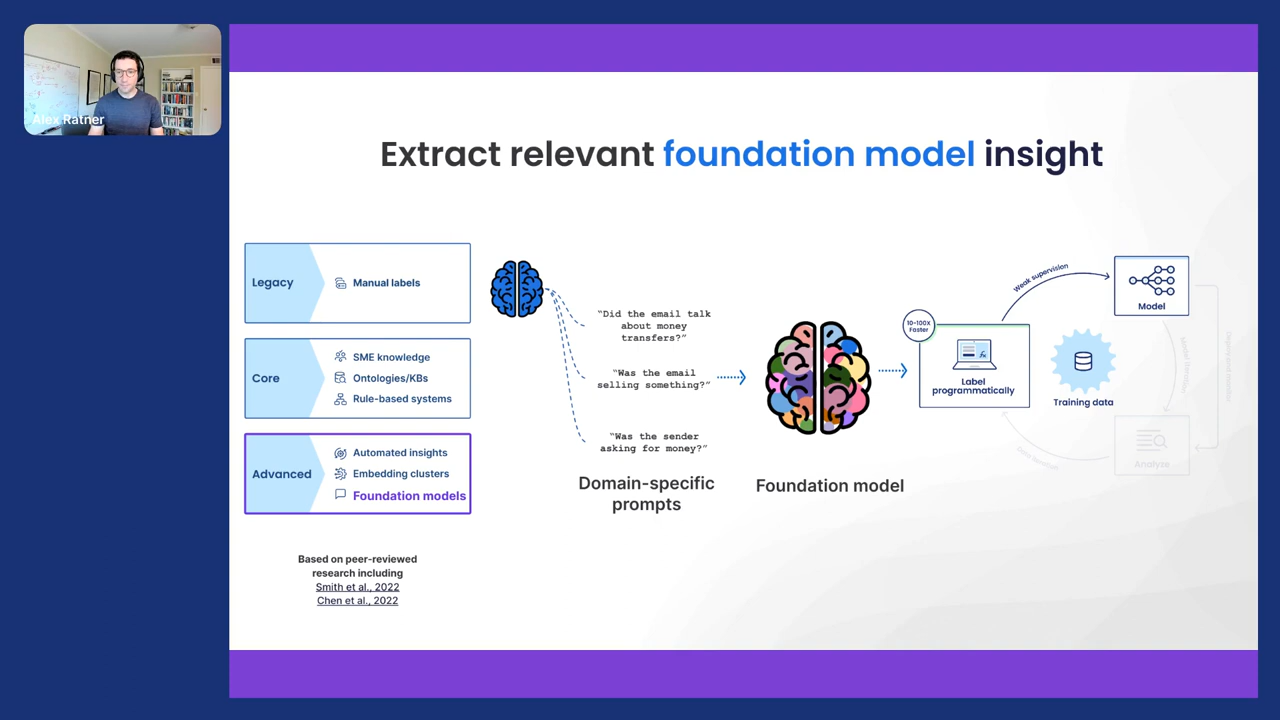 Alex Ratner
Extract relevant foundation model insight
Legacy
Manual labels
Core
SME knowledge
Ontologies/KBs
Rule-based systems
Advanced
Automated insights
Embedding clusters
Foundation models
Based on peer-reviewed
research including
Smith et al., 2022
Chen et al., 2022
“Did the email talk
about money
transfers?”
“Was the email
selling something?”
“Was the sender
asking for money?”
Domain-specific
prompts
Foundation model
10-100X
Faster
Label
programmatically
Weak supervision
Training data
Model
Analyze